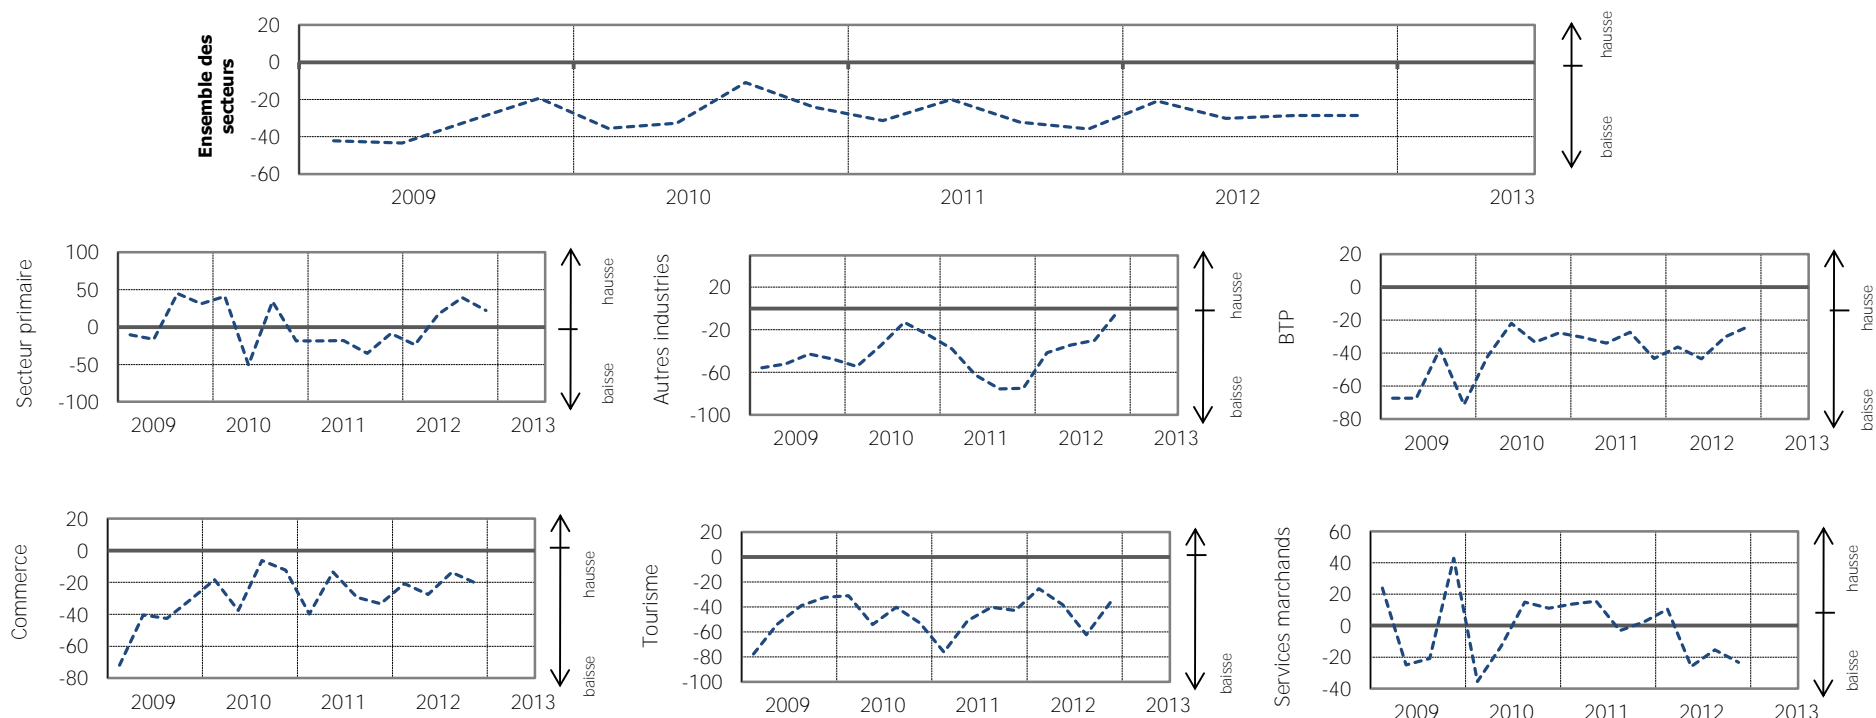 Ensemble des
secteurs
20
0
-20
-40
-60
2009 2010 2011 2012 2013
hausse
baisse
Secteur primaire
100
50
0
-50
-100
2009 2010 2011 2012 2013
hausse
baisse
Autres industries
20
-20
-60
-100
2009 2010 2011 2012 2013
hausse
baisse
BTP
20
0
-20
-40
-60
-80
2009 2010 2011 2012 2013
hausse
baisse
Commerce
20
0
-20
-40
-60
-80
2009 2010 2011 2012 2013
hausse
baisse
Tourisme
20
0
-20
-40
-60
-80
-100
2009 2010 2011 2012 2013
baisse
Services marchands
60
40
20
0
-20
-40
2009 2010 2011 2012 2013
hausse
baisse